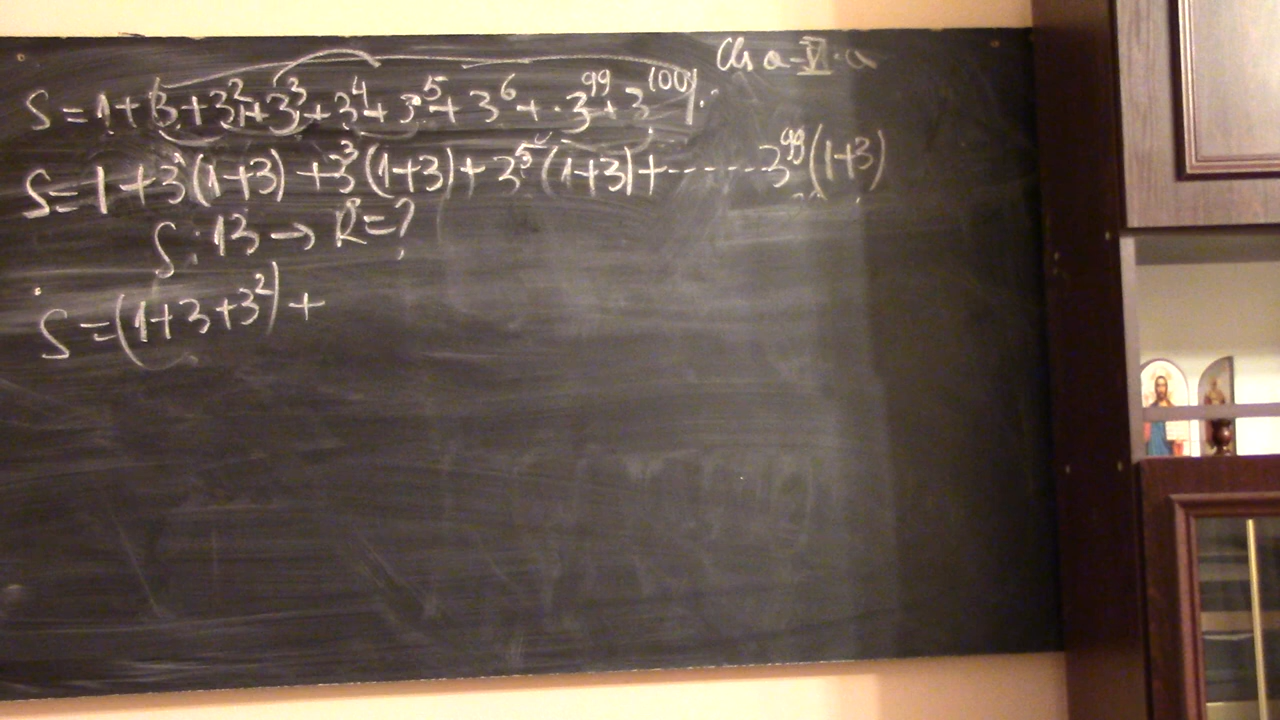 Cls a-VI-a
S=1+(3+3²+3³+3⁴+3⁵+3⁶+..3⁹⁹+3¹⁰⁰).
S=1+3(1+3)+3³(1+3)+3⁵(1+3)+......3⁹⁹(1+3)
S:13→R=?
S=(1+3+3²)+